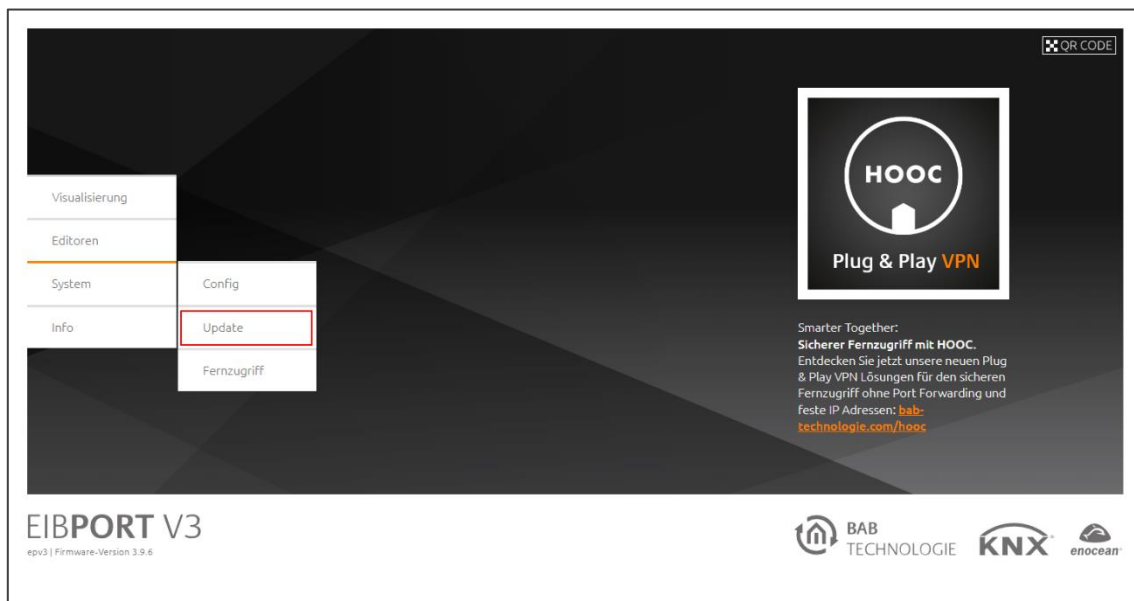 QR CODE
HOOC
Plug & Play VPN
Visualisierung
Editoren
System
Info
Config
Update
Fernzugriff
Smarter Together:
Sicherer Fernzugriff mit HOOC.
Entdecken Sie jetzt unsere neuen Plug
& Play VPN Lösungen für den sicheren
Fernzugriff ohne Port Forwarding und
feste IP Adressen: bab-
technologie.com/hooc
EIBPORT V3
epv3 | Firmware-Version 3.9.6
BAB
TECHNOLOGIE
KNX
enocean